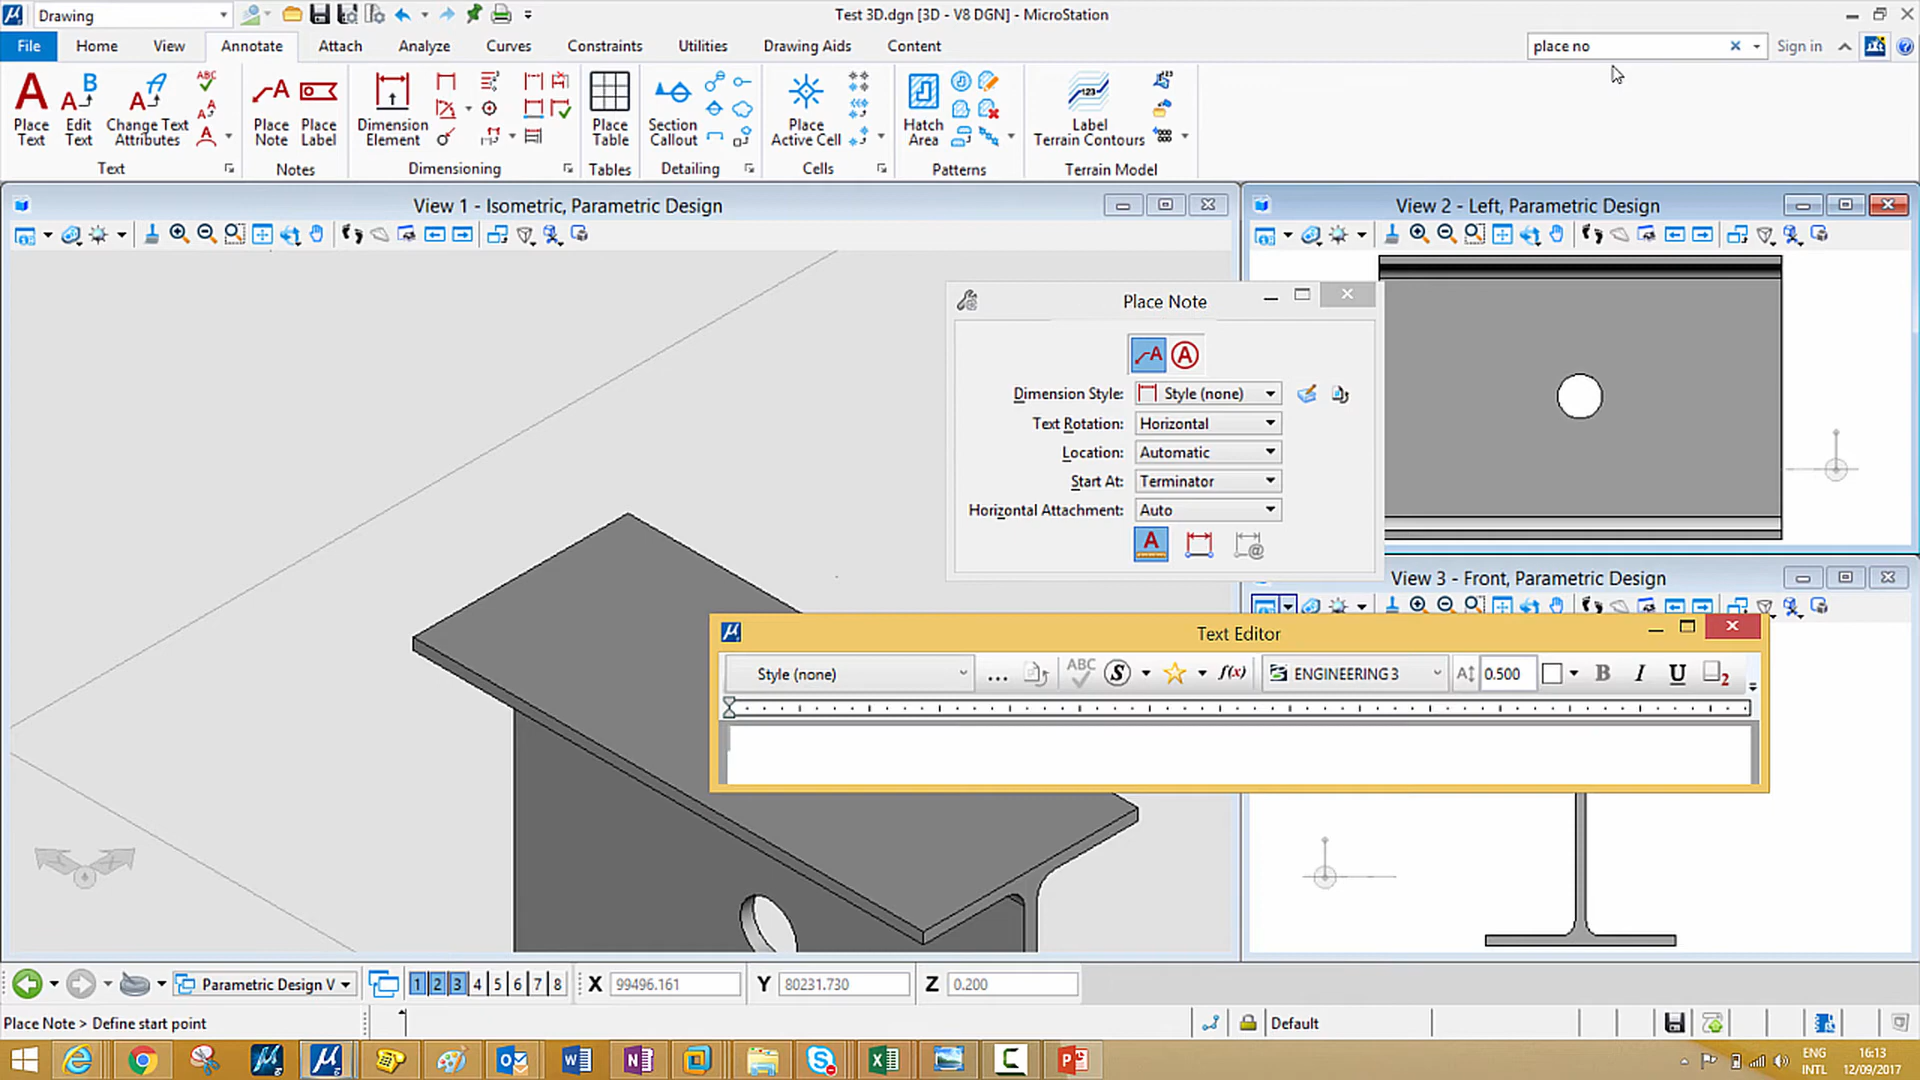 Drawing
Test 3D.dgn [3D - V8 DGN] - MicroStation
File Home View Annotate Attach Analyze Curves Constraints Utilities Drawing Aids Content
place no
Sign in
Place Text
Edit Text
Change Text Attributes
Place Note
Place Label
Dimension Element
Place Table
Section Callout
Place Active Cell
Hatch Area
Label Terrain Contours
Text Notes Dimensioning Tables Detailing Cells Patterns Terrain Model
View 1 - Isometric, Parametric Design
View 2 - Left, Parametric Design
Place Note
Dimension Style: Style (none)
Text Rotation: Horizontal
Location: Automatic
Start At: Terminator
Horizontal Attachment: Auto
View 3 - Front, Parametric Design
Text Editor
Style (none) ... ABC S f(x) ENGINEERING 3 0.500 B I U
Parametric Design V 1 2 3 4 5 6 7 8 X 99496.161 Y 80231.730 Z 0.200
Place Note > Define start point
Default
ENG
INTL
16:13
12/09/2017